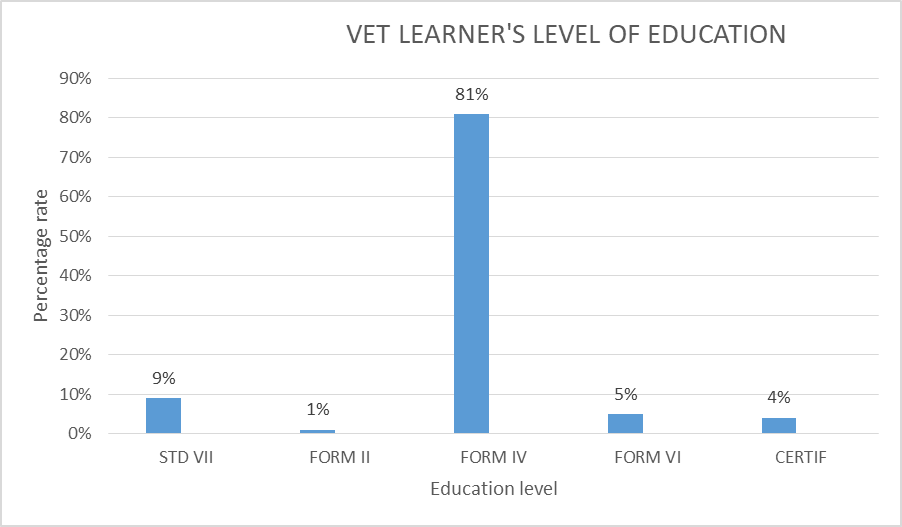 VET LEARNER'S LEVEL OF EDUCATION
90%
80%
70%
60%
50%
40%
30%
20%
10%
0%
Percentage rate
9%
1%
81%
5%
4%
STD VII
FORM II
FORM IV
FORM VI
CERTIF
Education level